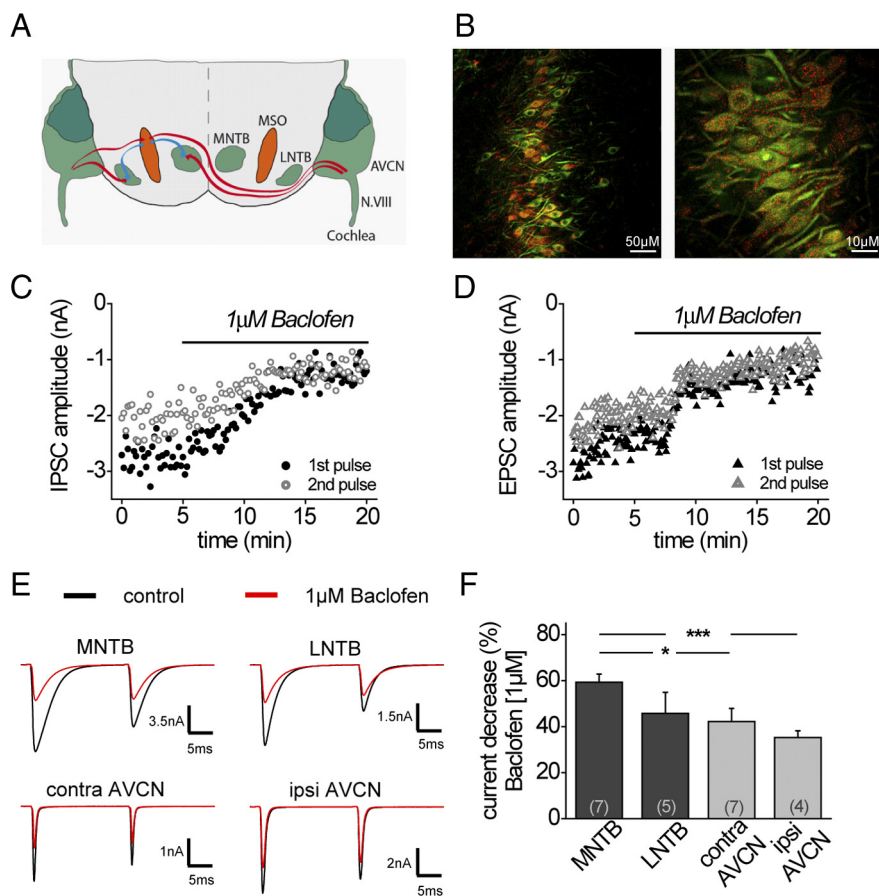 A
MSO
MNTB
LNTB
AVCN
N.VIII
Cochlea
B
50µM
10µM
C
1µM Baclofen
IPSC amplitude (nA)
0
-1
-2
-3
1st pulse
2nd pulse
0 5 10 15 20
time (min)
D
1µM Baclofen
EPSC amplitude (nA)
0
-1
-2
-3
1st pulse
2nd pulse
0 5 10 15 20
time (min)
E
control 1µM Baclofen
MNTB
3.5nA
5ms
LNTB
1.5nA
5ms
contra AVCN
1nA
5ms
ipsi AVCN
2nA
5ms
F
current decrease (%)
Baclofen [1µM]
80
60
40
20
0
***
*
(7) (5) (7) (4)
MNTB
LNTB
contra
AVCN
ipsi
AVCN